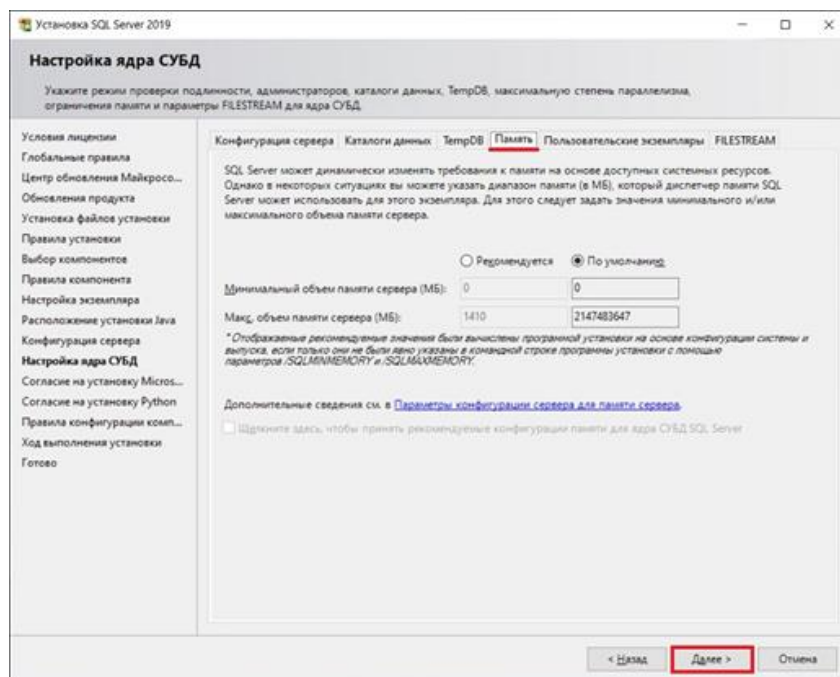 Установка SQL Server 2019
Настройка ядра СУБД
Укажите режим проверки подлинности, администраторов, каталоги данных, TempDB, максимальную степень параллелизма,
ограничения памяти и параметры FILESTREAM для ядра СУБД.
Условия лицензии
Глобальные правила
Центр обновления Майкросо...
Обновления продукта
Установка файлов установки
Правила установки
Выбор компонентов
Правила компонента
Настройка экземпляра
Расположение установки Java
Конфигурация сервера
Настройка ядра СУБД
Согласие на установку Micros...
Согласие на установку Python
Правила конфигурации комп...
Ход выполнения установки
Готово
Конфигурация сервера Каталоги данных TempDB Память Пользовательские экземпляры FILESTREAM
SQL Server может динамически изменять требования к памяти на основе доступных системных ресурсов.
Однако в некоторых ситуациях вы можете указать диапазон памяти (в МБ), который диспетчер памяти SQL
Server может использовать для этого экземпляра. Для этого следует задать значения минимального и/или
максимального объема памяти сервера.
Рекомендуется По умолчанию
Минимальный объем памяти сервера (МБ): 0 0
Макс. объем памяти сервера (МБ): 1410 2147483647
* Отображаемые рекомендуемые значения были вычислены программой установки на основе конфигурации системы и
выпуска, если только они не были явно указаны в командной строке программы установки с помощью
параметров /SQLMINMEMORY и /SQLMAXMEMORY.
Дополнительные сведения см. в Параметры конфигурации сервера для памяти сервера.
Щелкните здесь, чтобы принять рекомендуемые конфигурации памяти для ядра СУБД SQL Server
< Назад Далее > Отмена